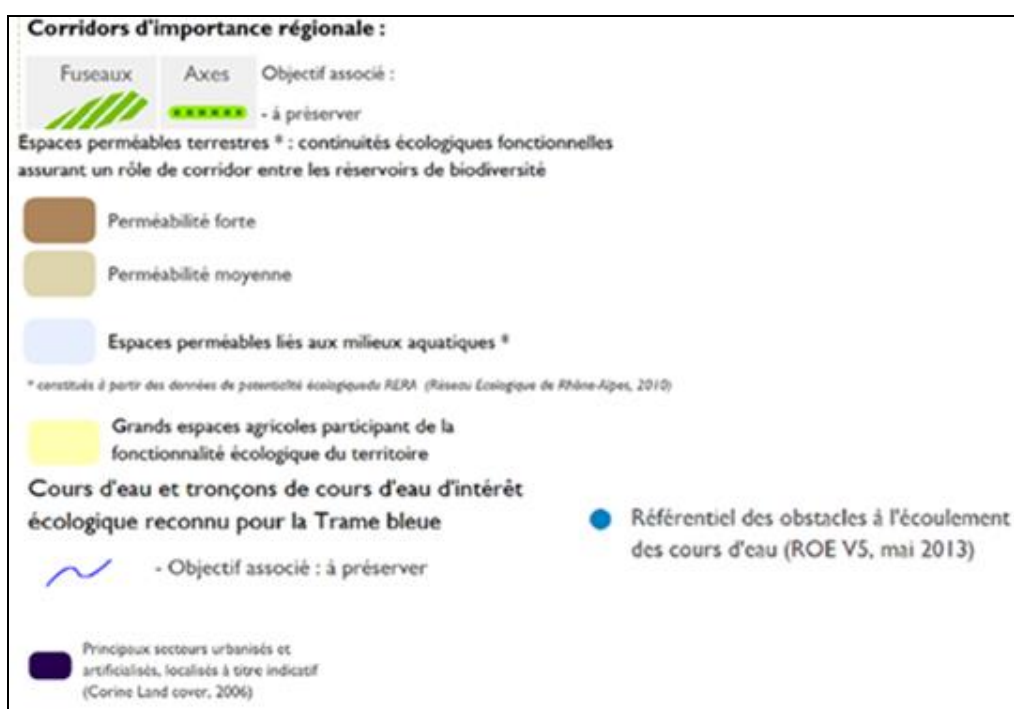 Corridors d'importance régionale :
Fuseaux Axes Objectif associé :
- à préserver
Espaces perméables terrestres * : continuités écologiques fonctionnelles
assurant un rôle de corridor entre les réservoirs de biodiversité
Perméabilité forte
Perméabilité moyenne
Espaces perméables liés aux milieux aquatiques *
* constitués à partir des données de potentialité écologiquedu RERA (Réseau Ecologique de Rhône-Alpes, 2010)
Grands espaces agricoles participant de la
fonctionnalité écologique du territoire
Cours d'eau et tronçons de cours d'eau d'intérêt
écologique reconnu pour la Trame bleue
- Objectif associé : à préserver
Référentiel des obstacles à l'écoulement
des cours d'eau (ROE V5, mai 2013)
Principaux secteurs urbanisés et
artificialisés, localisés à titre indicatif
(Corine Land cover, 2006)